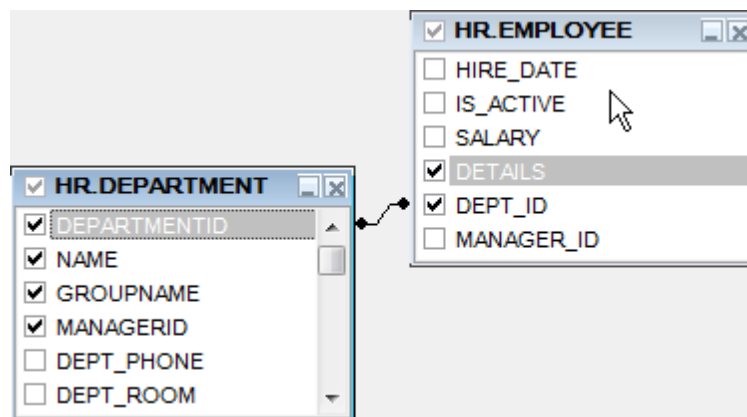 HR.EMPLOYEE
HIRE_DATE
IS_ACTIVE
SALARY
DETAILS
DEPT_ID
MANAGER_ID
HR.DEPARTMENT
DEPARTMENTID
NAME
GROUPNAME
MANAGERID
DEPT_PHONE
DEPT_ROOM